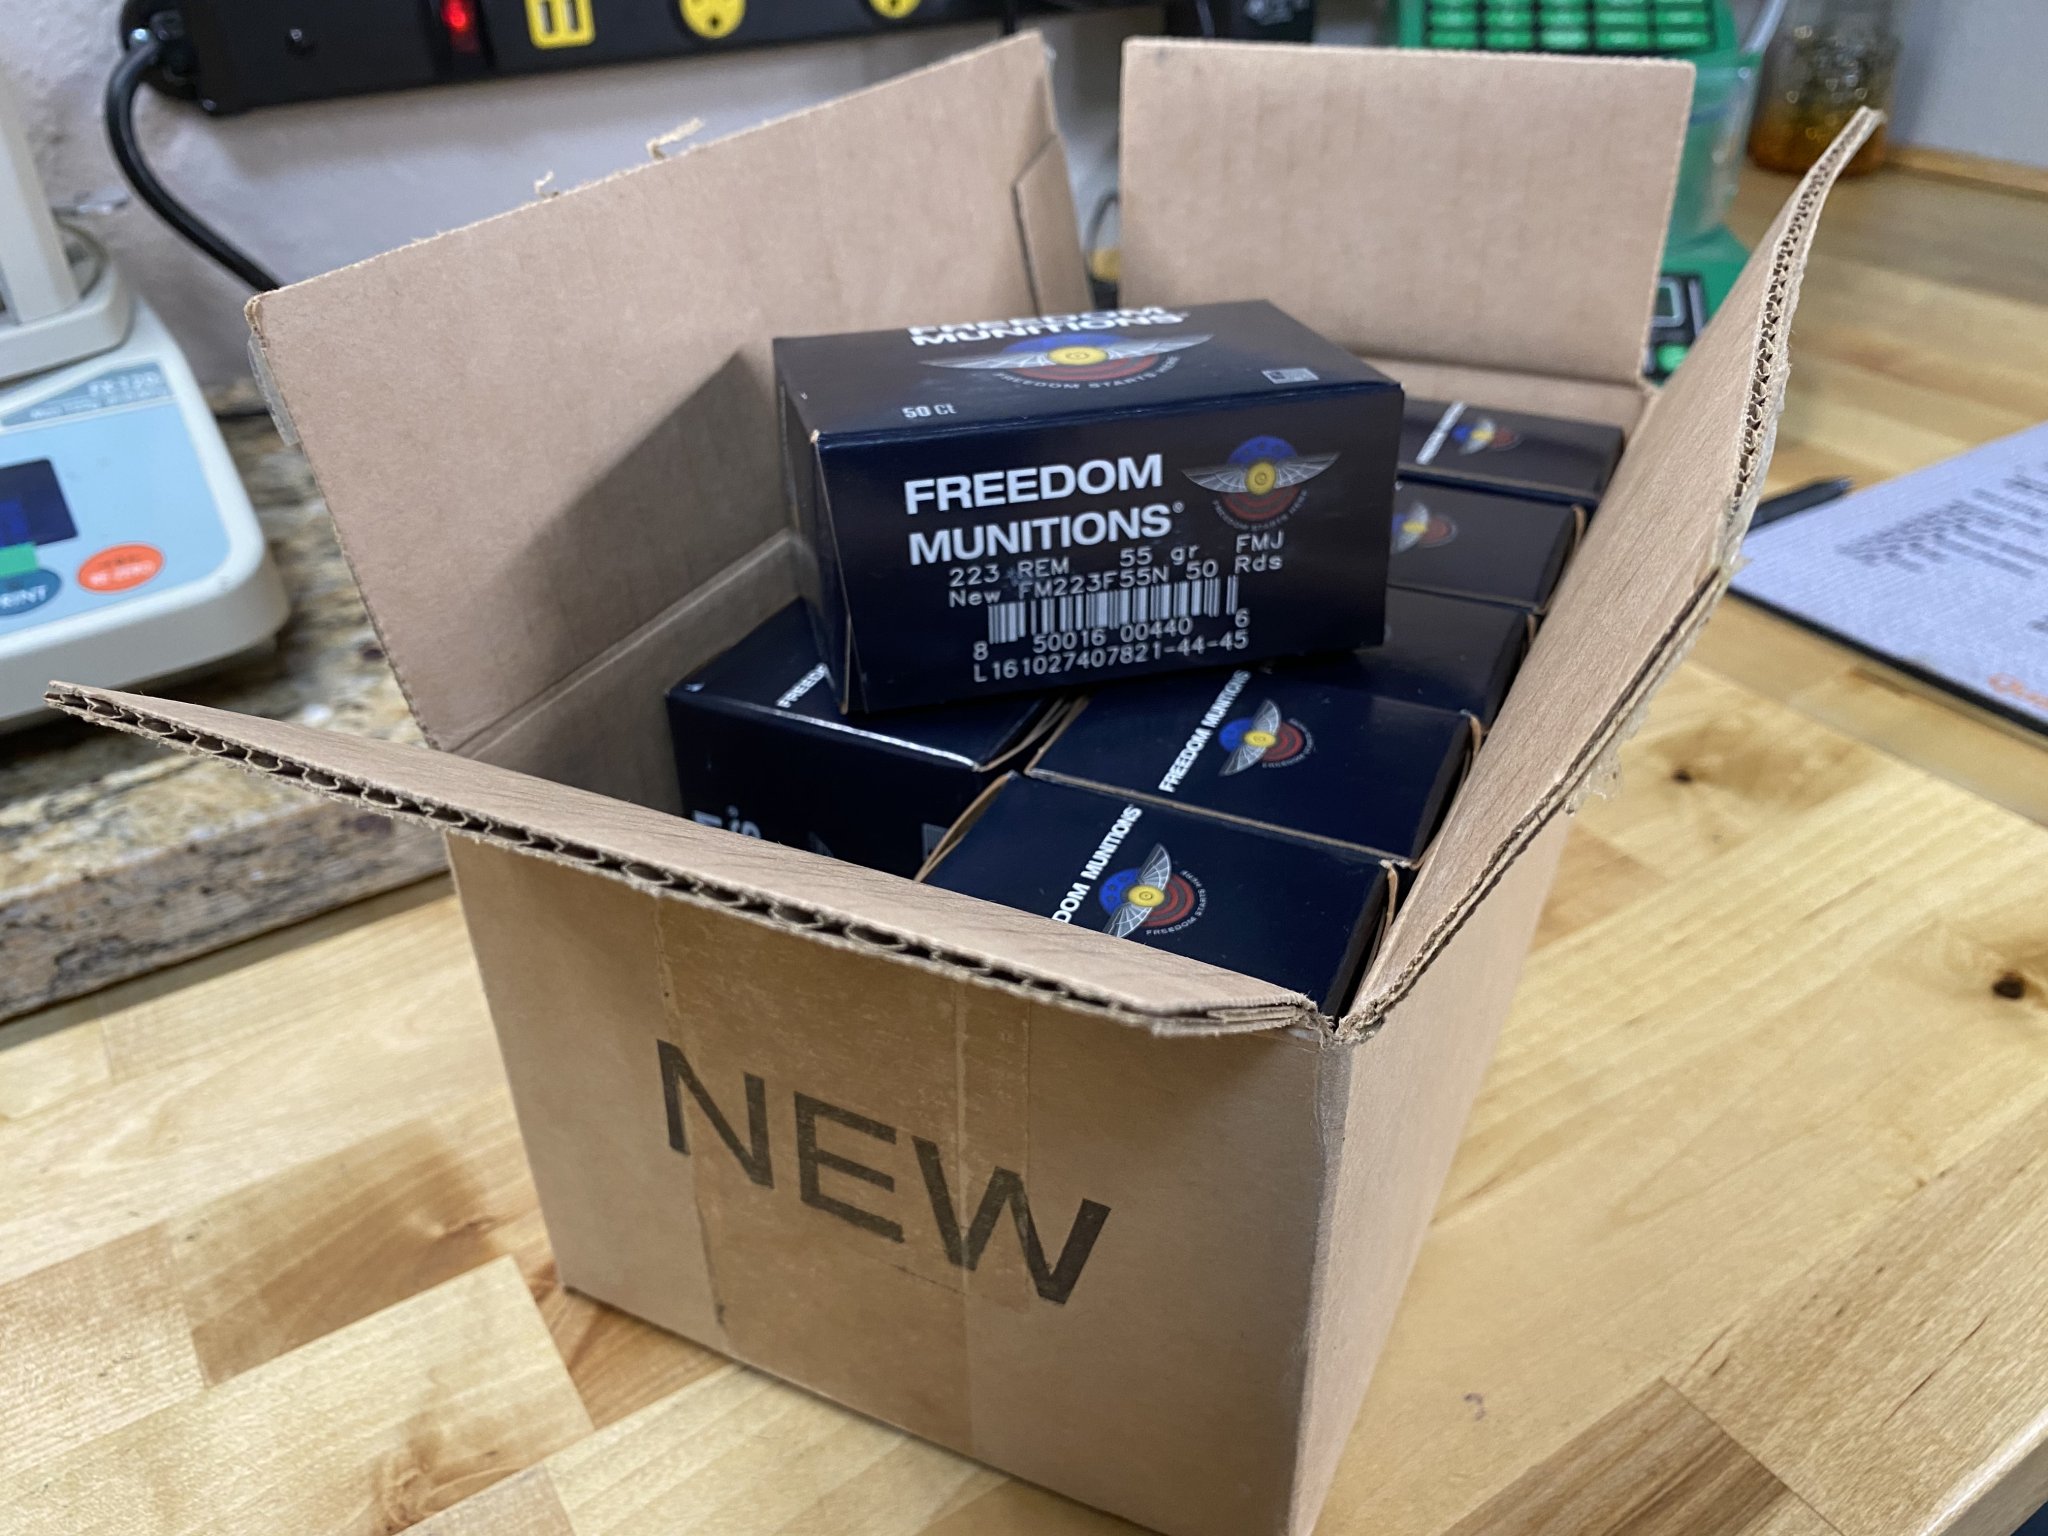 FREEDOM
MUNITIONS®
FREEDOM STARTS HERE
50 Ct
FREEDOM
MUNITIONS®
FREEDOM STARTS HERE
223 REM 55 gr FMJ
New FM223F55N 50 Rds
8 50016 00440 6
L161027407821-44-45
FREEDOM MUNITIONS
MUNITIONS
FREEDOM STARTS
NEW